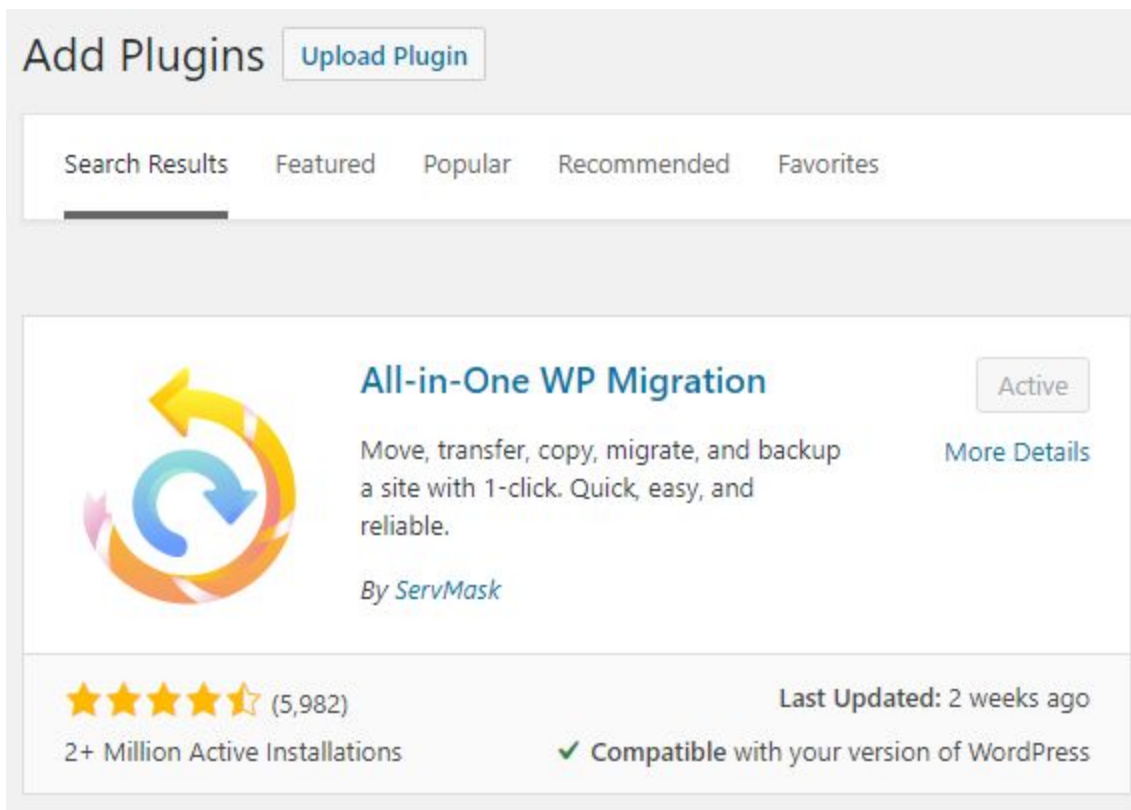 Add Plugins Upload Plugin
Search Results Featured Popular Recommended Favorites
All-in-One WP Migration
Active
Move, transfer, copy, migrate, and backup
a site with 1-click. Quick, easy, and
reliable.
More Details
By ServMask
(5,982)
2+ Million Active Installations
Last Updated: 2 weeks ago
Compatible with your version of WordPress